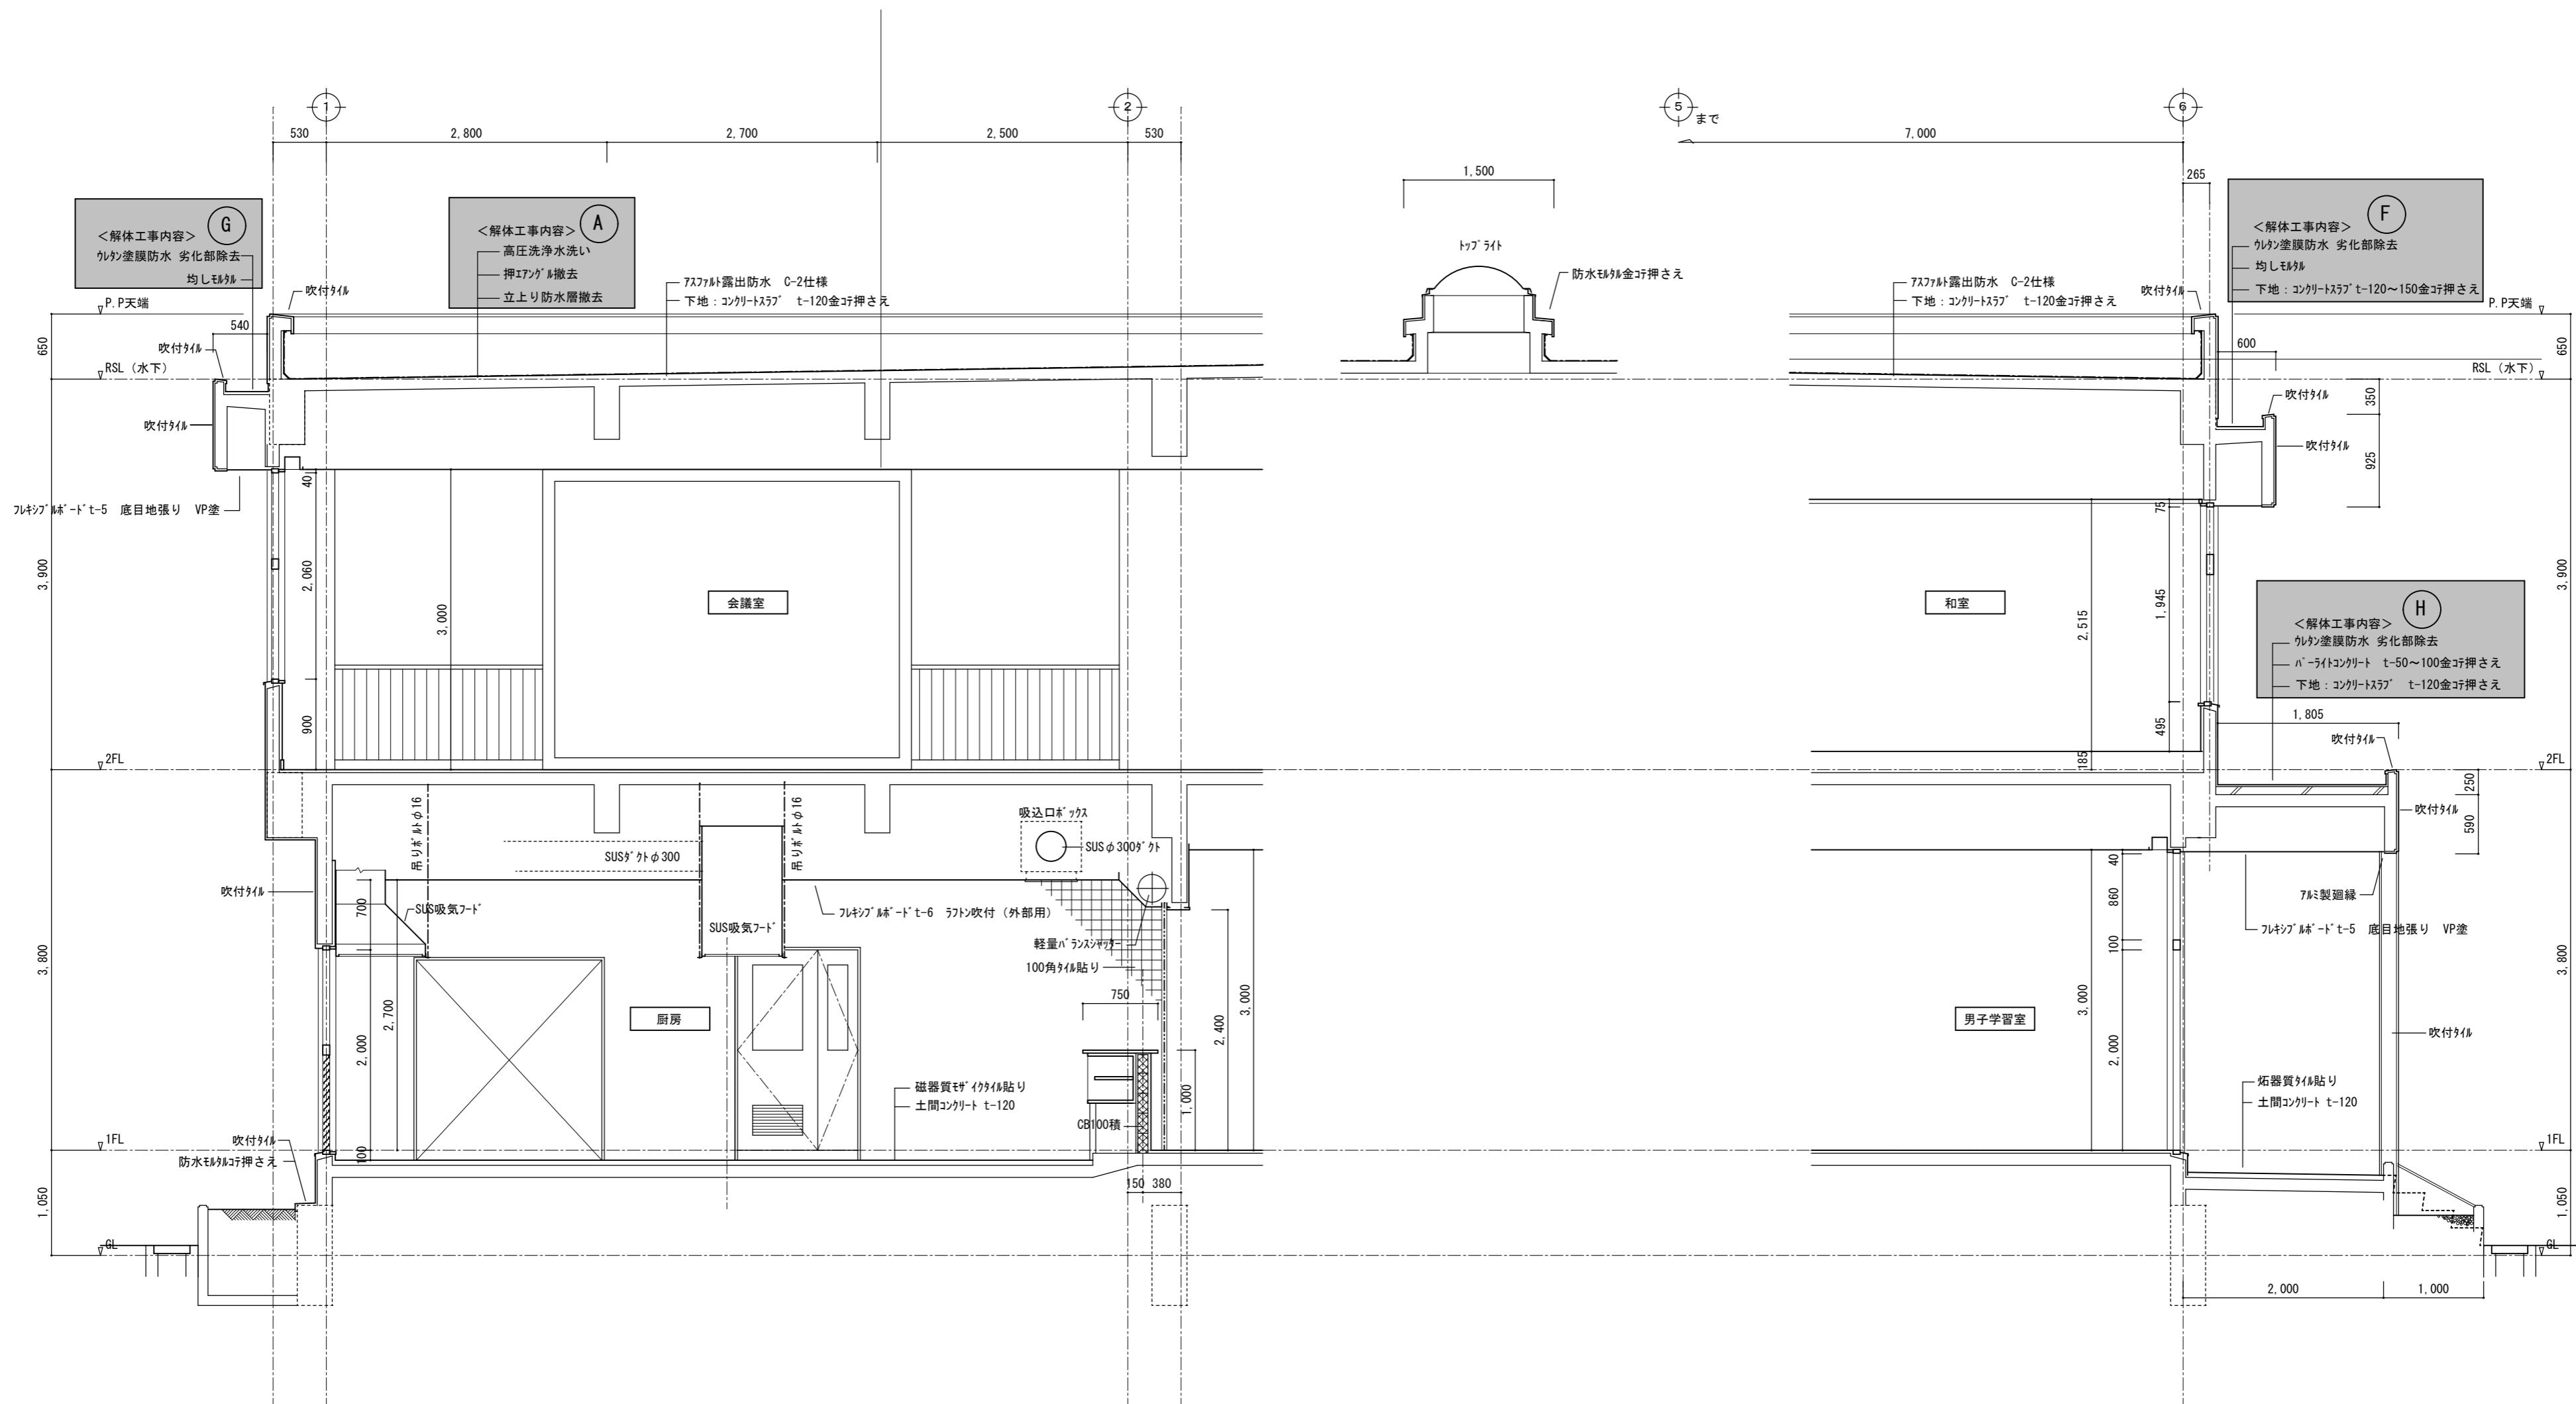 1
2
5
まで
6
530
2,800
2,700
2,500
530
7,000
1,500
265
G
<解体工事内容>
ｳﾚﾀﾝ塗膜防水 劣化部除去
均しﾓﾙﾀﾙ
A
<解体工事内容>
高圧洗浄水洗い
押ｴｱﾝｸﾞﾙ撤去
立上り防水層撤去
F
<解体工事内容>
ｳﾚﾀﾝ塗膜防水 劣化部除去
均しﾓﾙﾀﾙ
下地：ｺﾝｸﾘｰﾄｽﾗﾌﾞt-120～150金ｺﾃ押さえ
ﾄｯﾌﾟﾗｲﾄ
防水ﾓﾙﾀﾙ金ｺﾃ押さえ
吹付ﾀｲﾙ
ｱｽﾌｧﾙﾄ露出防水 C-2仕様
下地：ｺﾝｸﾘｰﾄｽﾗﾌﾞ t-120金ｺﾃ押さえ
ｱｽﾌｧﾙﾄ露出防水 C-2仕様
下地：ｺﾝｸﾘｰﾄｽﾗﾌﾞ t-120金ｺﾃ押さえ
吹付ﾀｲﾙ
P.P天端
P.P天端
540
650
650
吹付ﾀｲﾙ
600
RSL（水下）
RSL（水下）
350
吹付ﾀｲﾙ
吹付ﾀｲﾙ
吹付ﾀｲﾙ
925
40
75
ﾌﾚｷｼﾌﾞﾙﾎﾞｰﾄﾞt-5 底目地張り VP塗
3,900
2,060
3,000
900
会議室
和室
2,515
1,945
495
185
3,900
H
<解体工事内容>
ｳﾚﾀﾝ塗膜防水 劣化部除去
ﾊﾟｰﾗｲﾄｺﾝｸﾘｰﾄ t-50～100金ｺﾃ押さえ
下地：ｺﾝｸﾘｰﾄｽﾗﾌﾞ t-120金ｺﾃ押さえ
1,805
吹付ﾀｲﾙ
2FL
2FL
250
590
吹付ﾀｲﾙ
吊りﾎﾞﾙﾄφ16
吊りﾎﾞﾙﾄφ16
SUSﾀﾞｸﾄφ300
吸込口ﾎﾞックス
SUSφ300ﾀﾞｸﾄ
吹付ﾀｲﾙ
700
SUS吸気ﾌｰﾄﾞ
SUS吸気ﾌｰﾄﾞ
ﾌﾚｷｼﾌﾞﾙﾎﾞｰﾄﾞt-6 ﾗﾌﾄﾝ吹付（外部用）
軽量ﾊﾞﾗﾝｽｼｬｯﾀｰ
100角ﾀｲﾙ貼り
40
860
100
ｱﾙﾐ製廻縁
ﾌﾚｷｼﾌﾞﾙﾎﾞｰﾄﾞt-5 底目地張り VP塗
3,800
2,700
2,000
厨房
750
2,400
3,000
1,000
男子学習室
3,000
2,000
吹付ﾀｲﾙ
3,800
磁器質ﾓｻﾞｲｸﾀｲﾙ貼り
土間ｺﾝｸﾘｰﾄ t-120
CB100積
炻器質ﾀｲﾙ貼り
土間ｺﾝｸﾘｰﾄ t-120
1FL
吹付ﾀｲﾙ
防水ﾓﾙﾀﾙｺﾃ押さえ
100
1FL
150
380
1,050
1,050
GL
GL
2,000
1,000